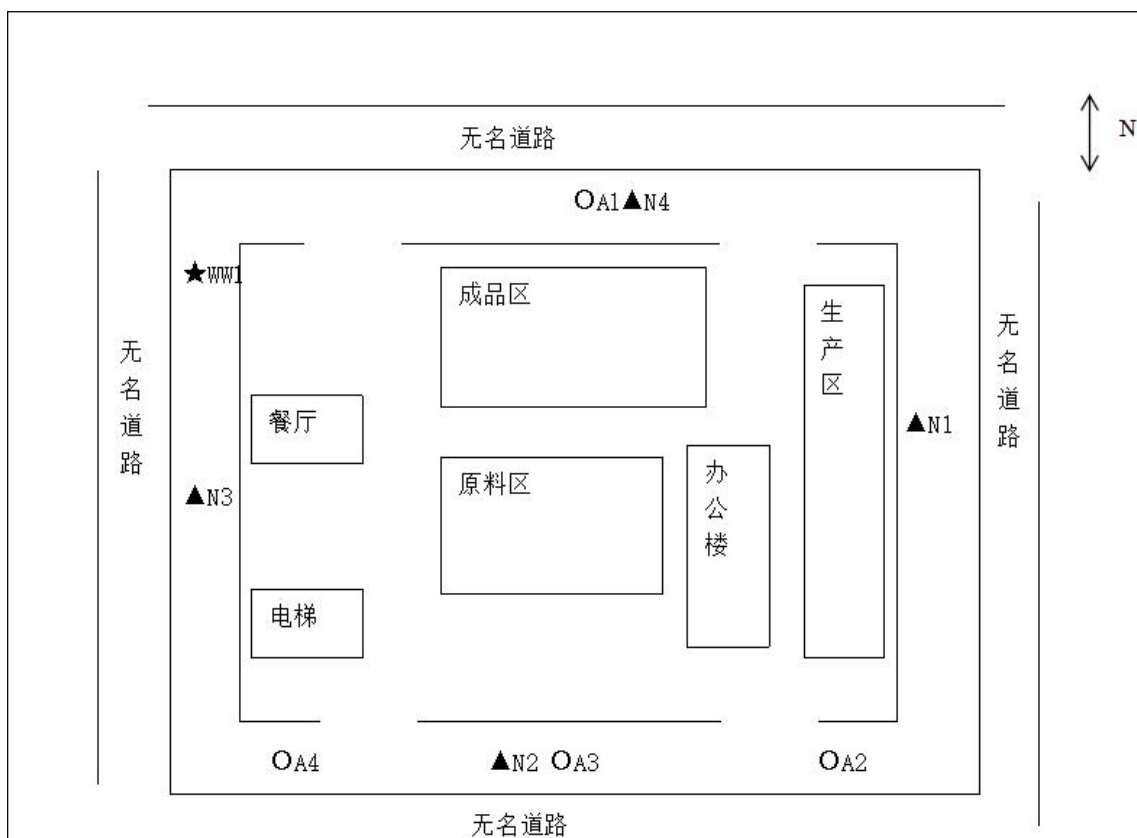 无名道路
N
OA1▲N4
★WW1
成品区
生产区
无名道路
无名道路
餐厅
▲N1
原料区
办公楼
▲N3
电梯
OA4
▲N2 OA3
OA2
无名道路